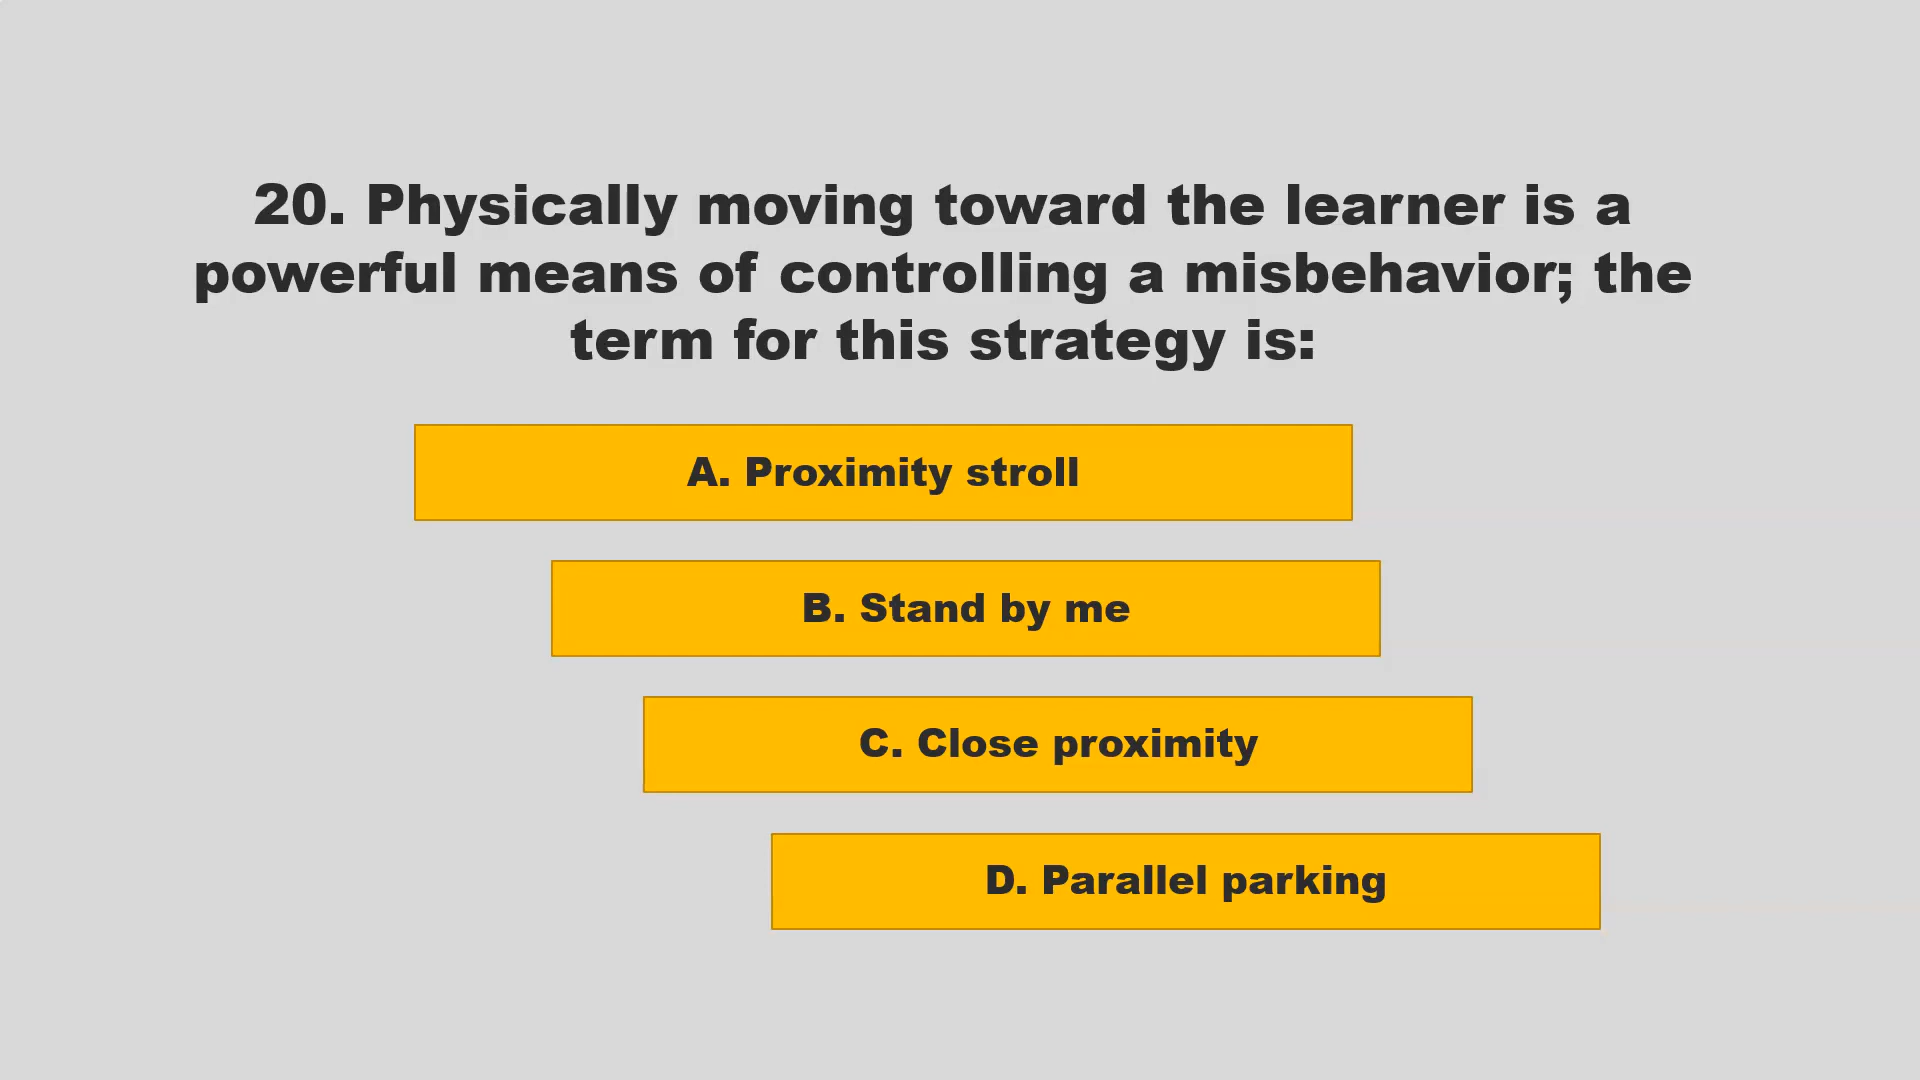 20. Physically moving toward the learner is a
powerful means of controlling a misbehavior; the
term for this strategy is:
A. Proximity stroll
B. Stand by me
C. Close proximity
D. Parallel parking